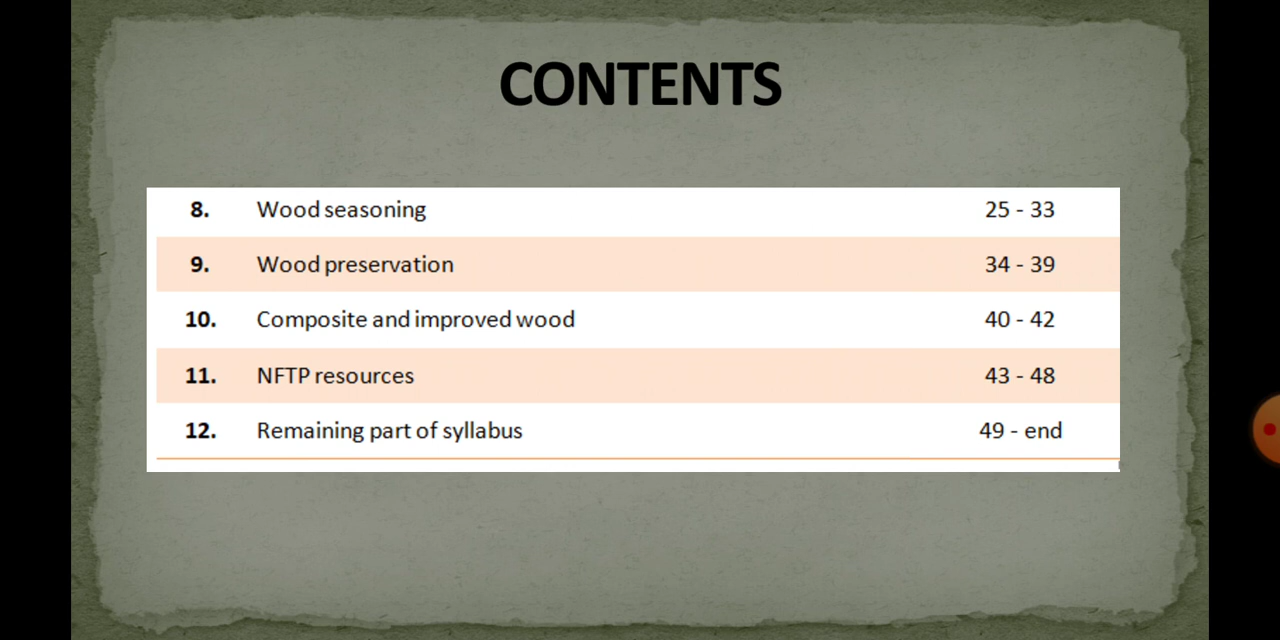 CONTENTS
8. Wood seasoning 25 - 33
9. Wood preservation 34 - 39
10. Composite and improved wood 40 - 42
11. NFTP resources 43 - 48
12. Remaining part of syllabus 49 - end